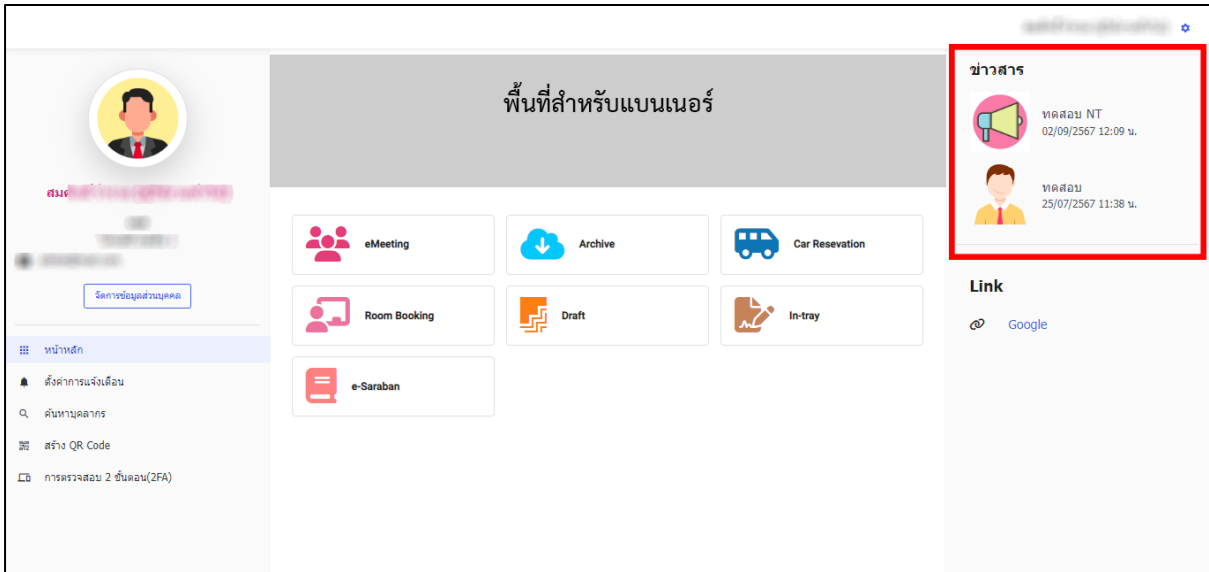 จัดการข้อมูลส่วนบุคคล
หน้าหลัก
ตั้งค่าการแจ้งเตือน
ค้นหาบุคลากร
สร้าง QR Code
การตรวจสอบ 2 ขั้นตอน(2FA)
พื้นที่สำหรับแบนเนอร์
eMeeting
Archive
Car Resevation
Room Booking
Draft
In-tray
e-Saraban
ข่าวสาร
ทดสอบ NT
02/09/2567 12:09 น.
ทดสอบ
25/07/2567 11:38 น.
Link
Google